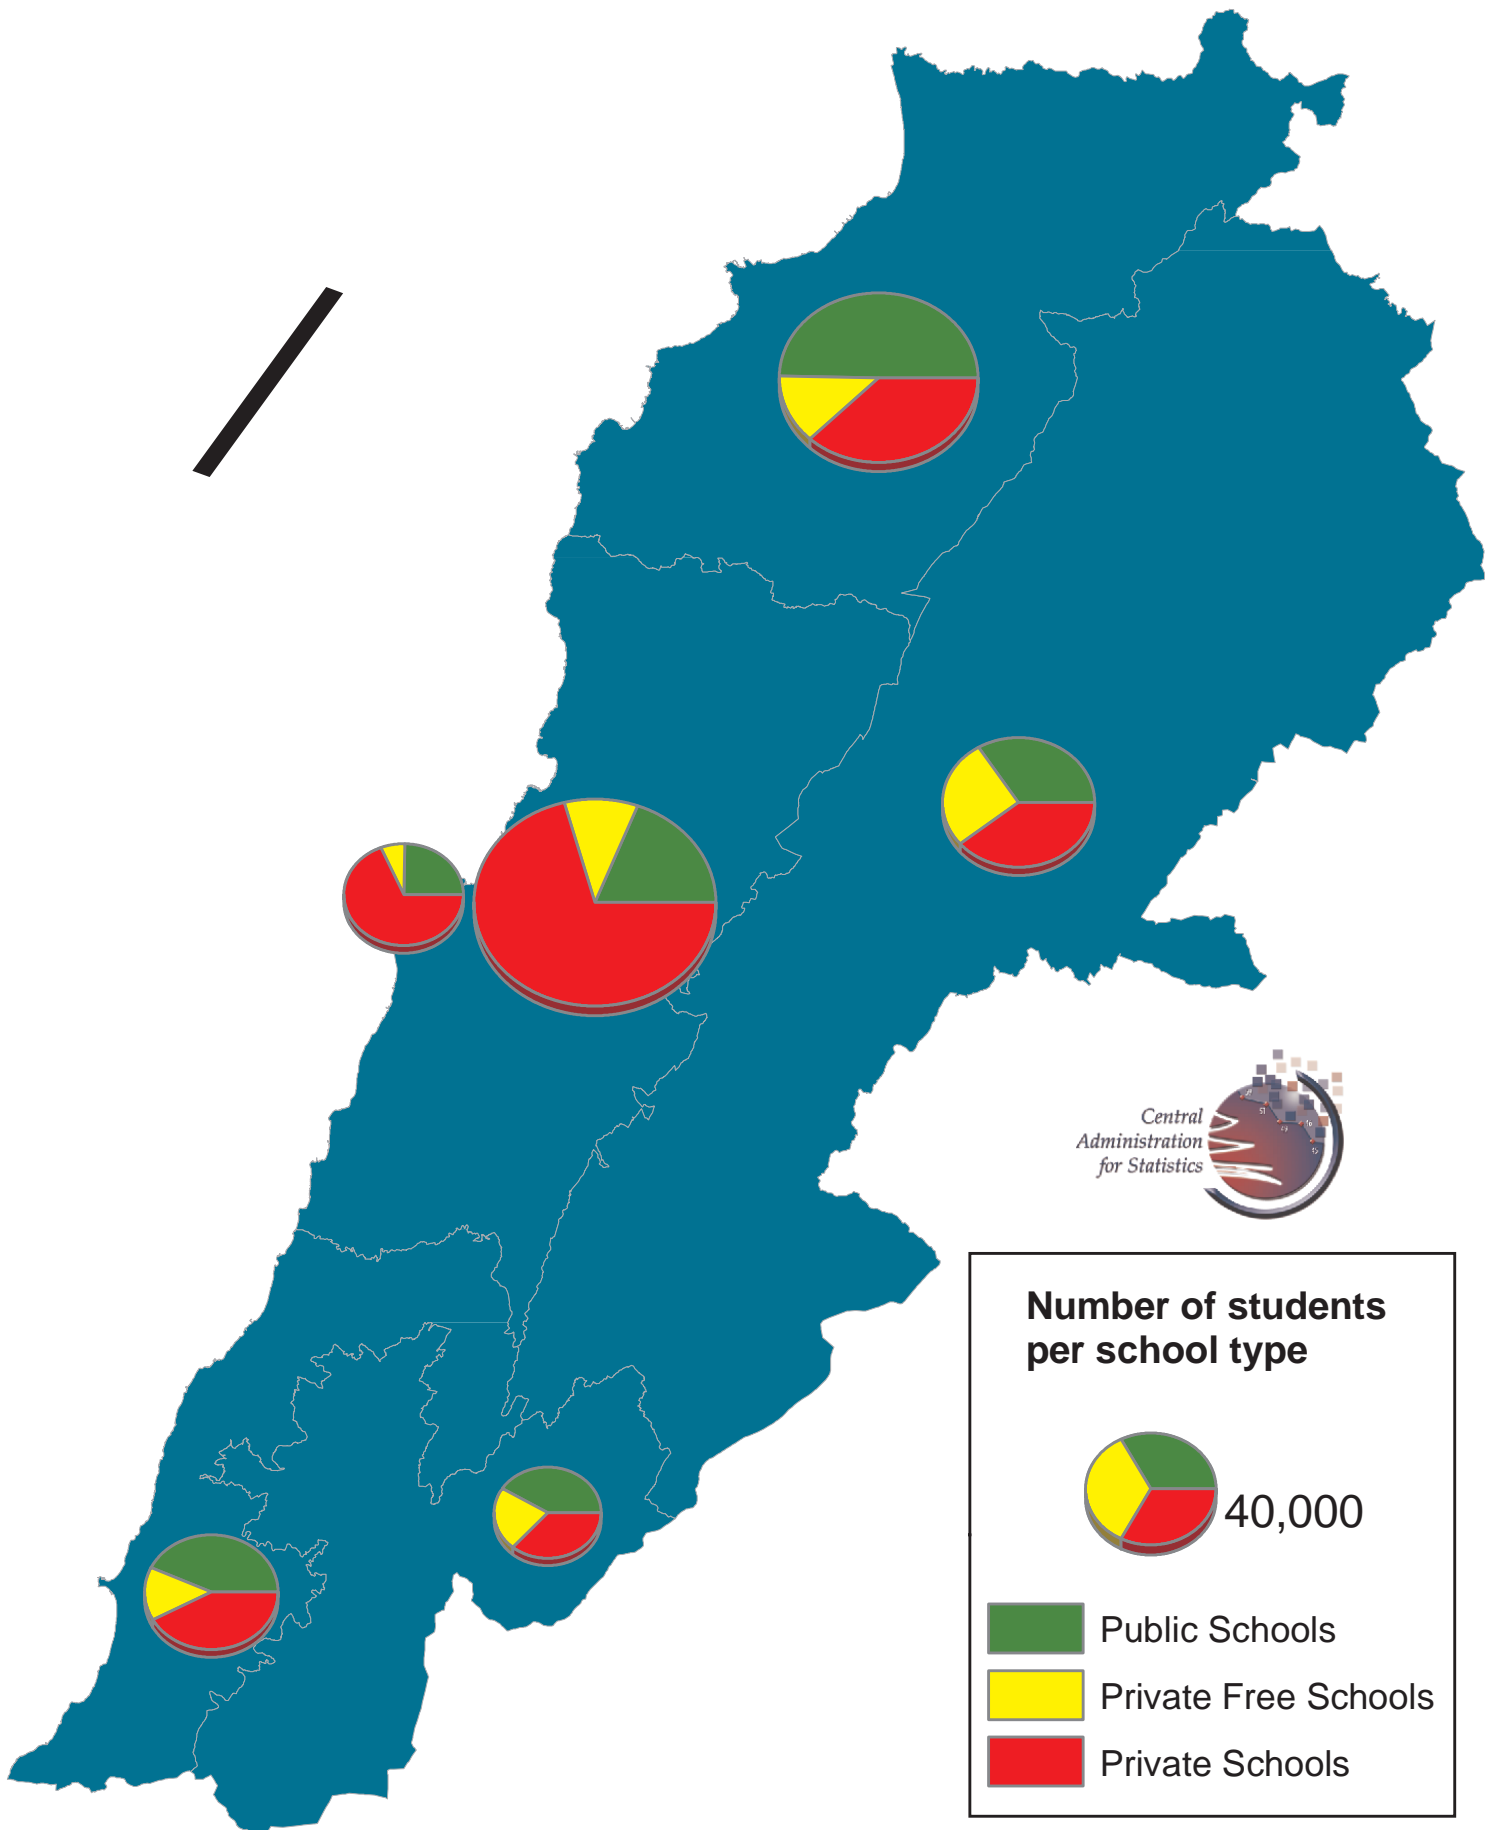 Central
Administration
for Statistics
Number of students
per school type
40,000
Public Schools
Private Free Schools
Private Schools